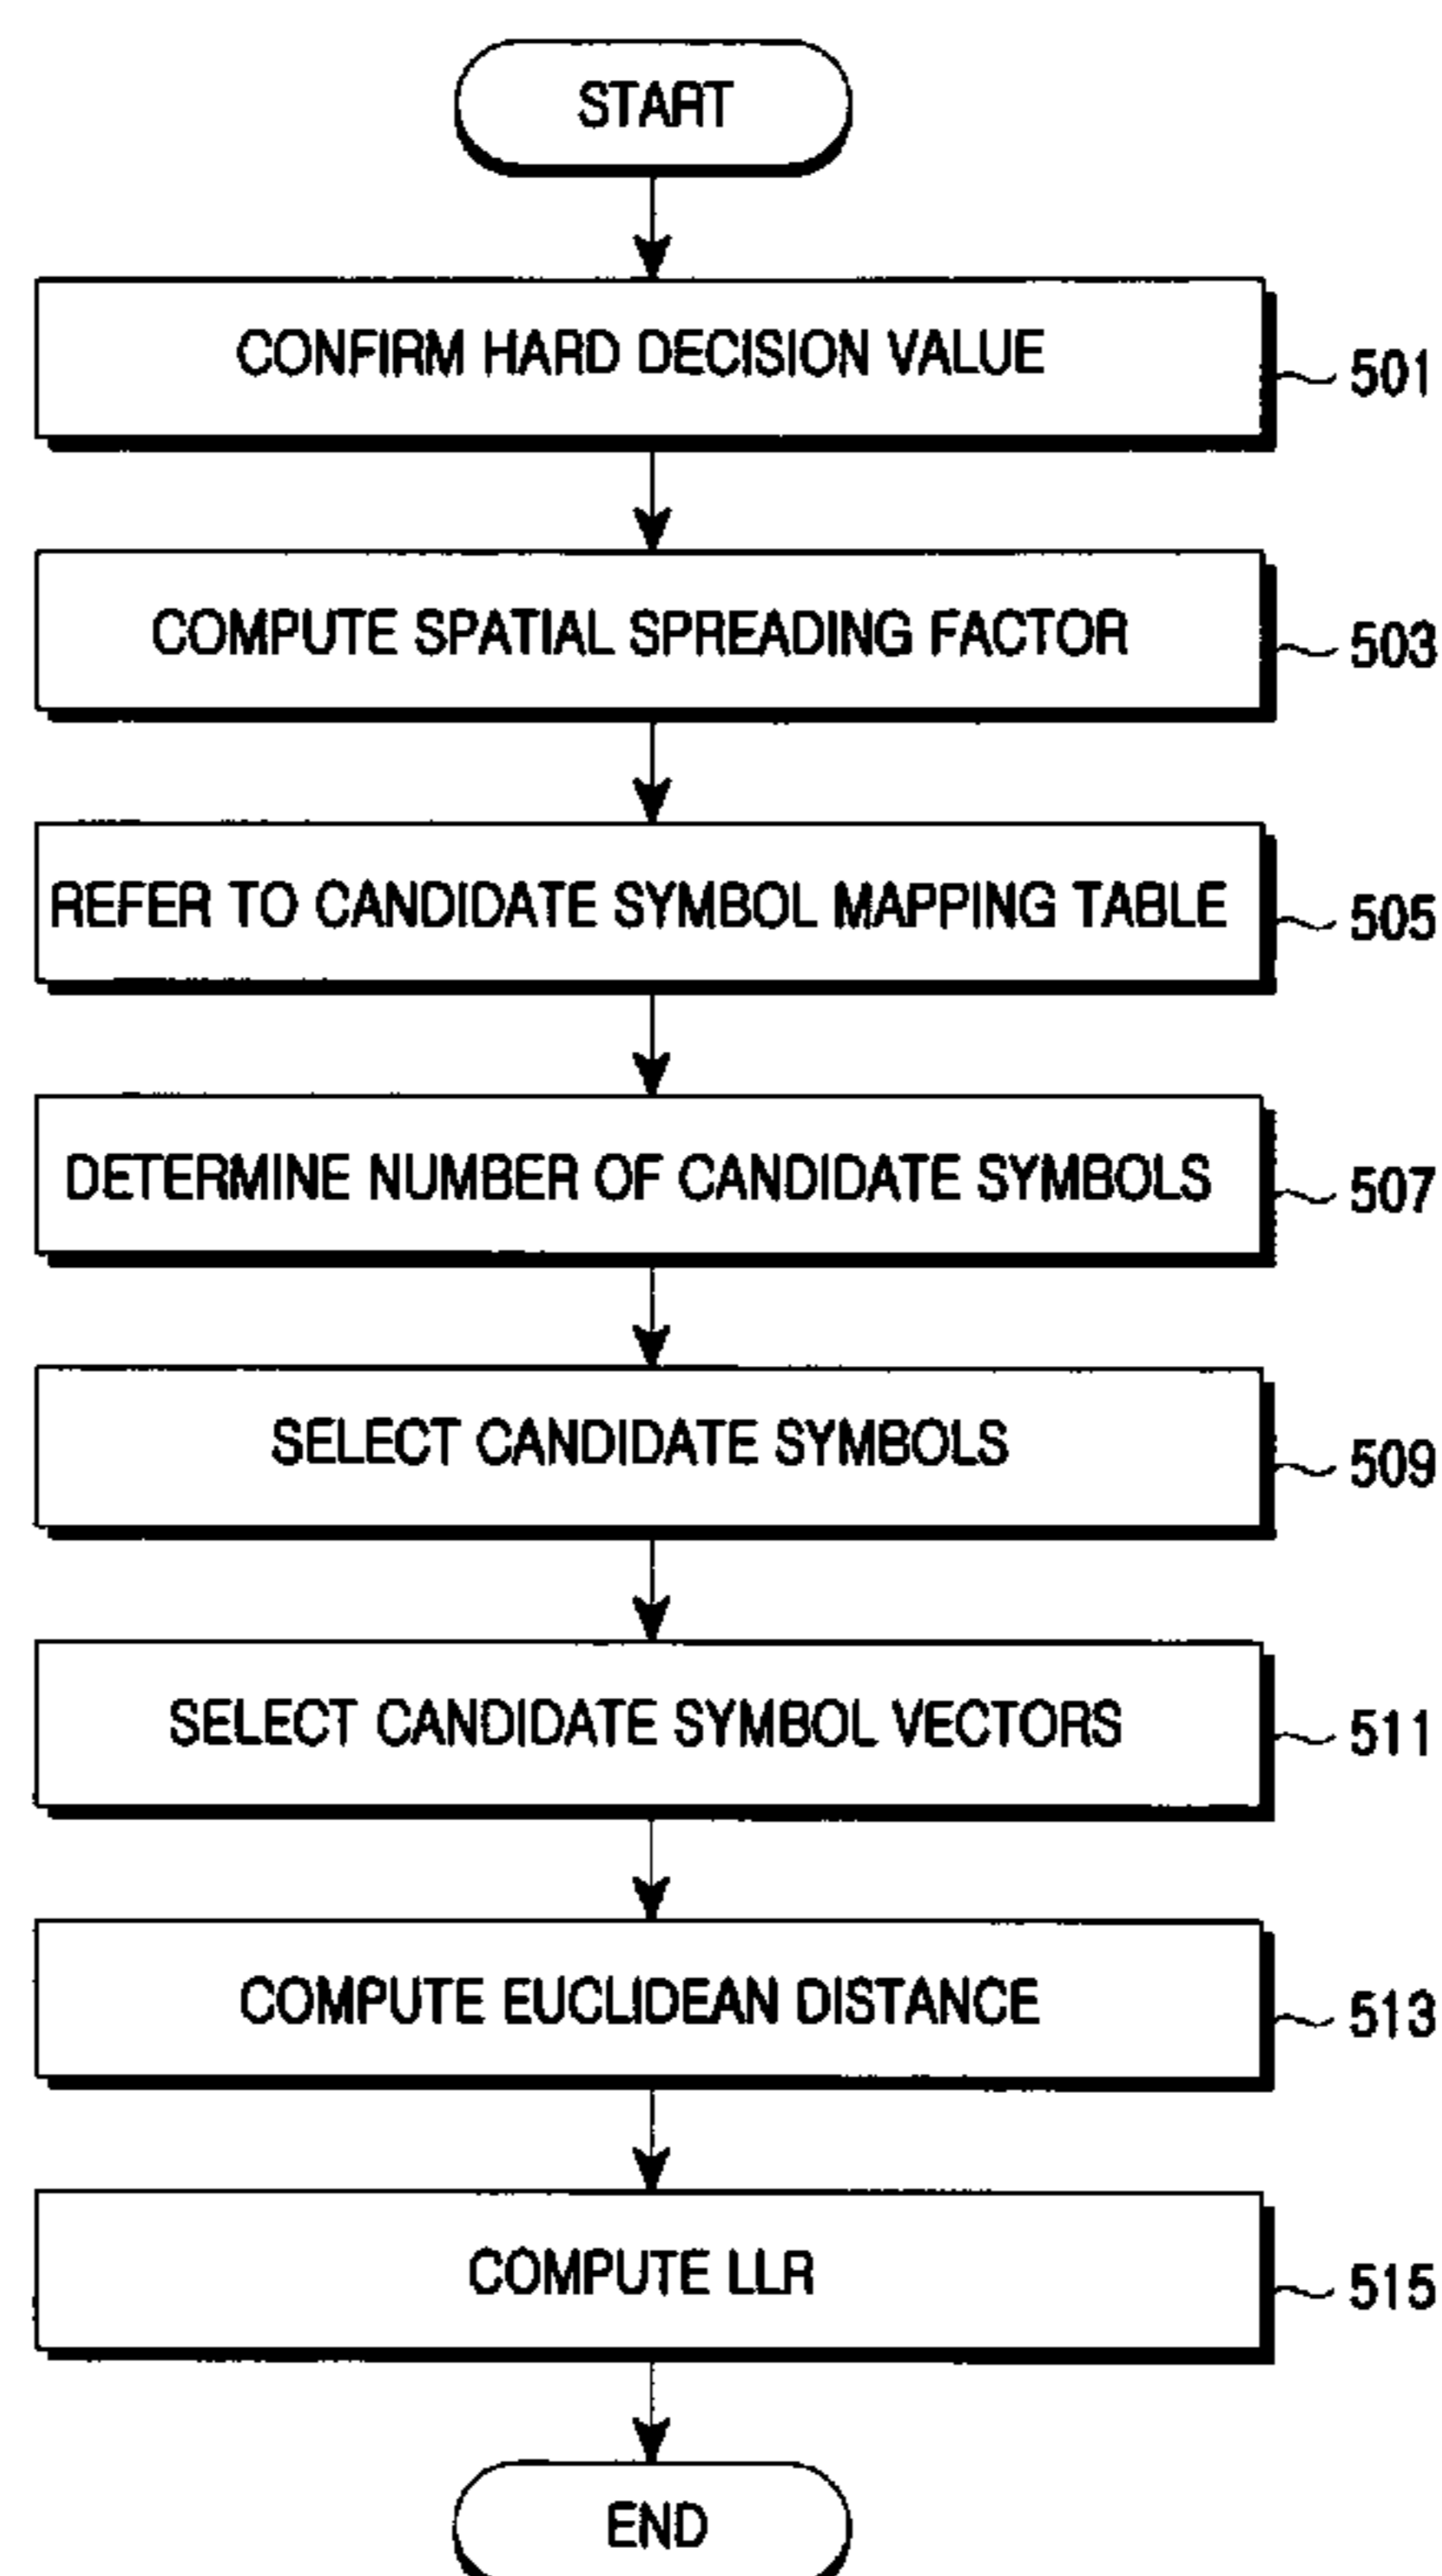 START
CONFIRM HARD DECISION VALUE
501
COMPUTE SPATIAL SPREADING FACTOR
503
REFER TO CANDIDATE SYMBOL MAPPING TABLE
505
DETERMINE NUMBER OF CANDIDATE SYMBOLS
507
SELECT CANDIDATE SYMBOLS
509
SELECT CANDIDATE SYMBOL VECTORS
511
COMPUTE EUCLIDEAN DISTANCE
513
COMPUTE LLR
515
END